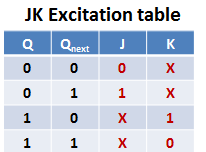 JK Excitation table
Q Qnext J K
0 0 0 X
0 1 1 X
1 0 X 1
1 1 X 0